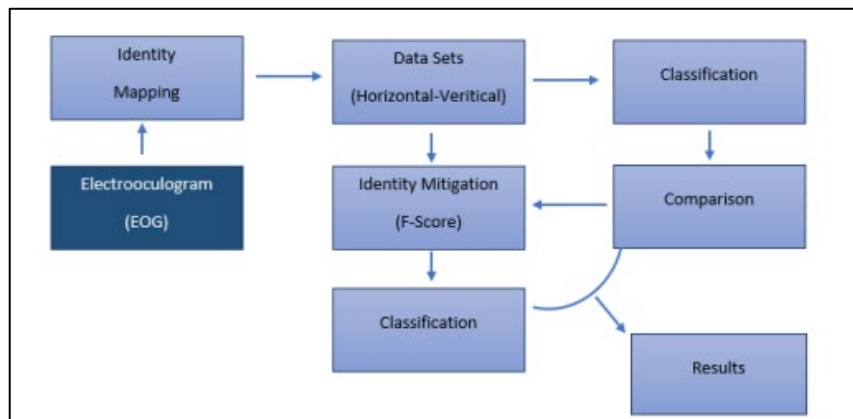 Identity
Mapping
Data Sets
(Horizontal-Veritical)
Classification
Electrooculogram
(EOG)
Identity Mitigation
(F-Score)
Comparison
Classification
Results